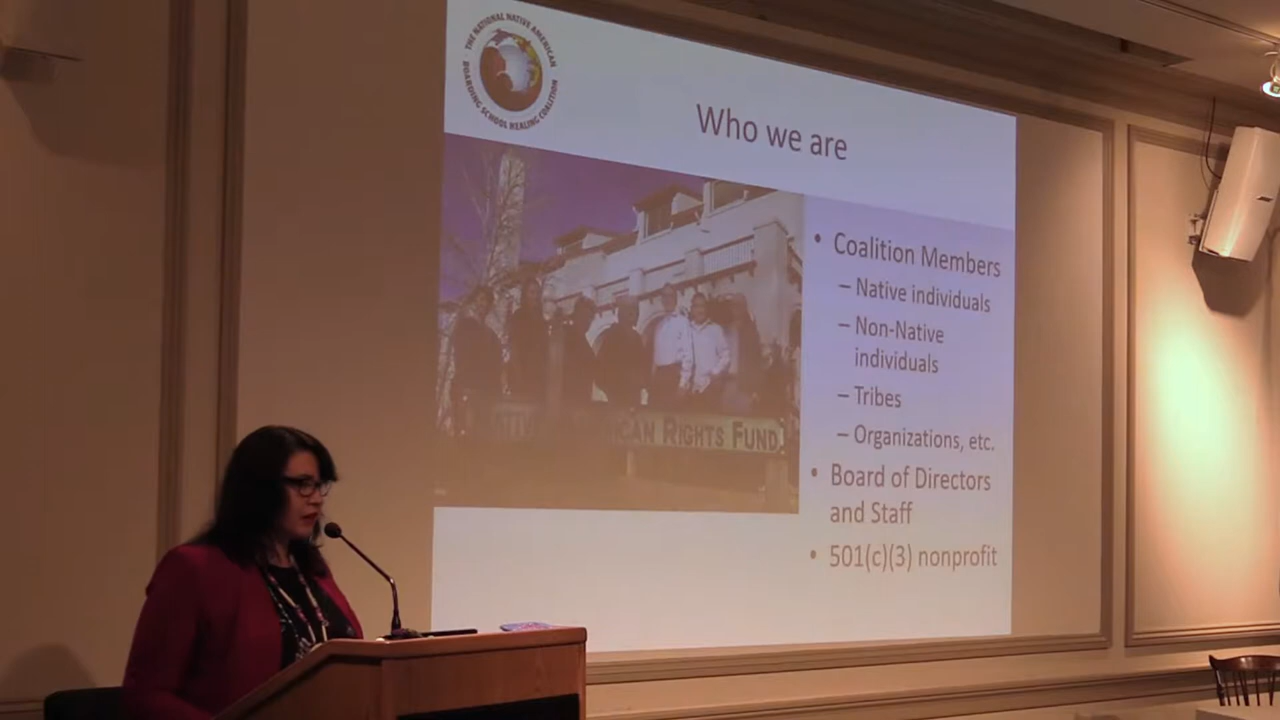 THE NATIONAL NATIVE AMERICAN
BOARDING SCHOOL HEALING COALITION
Who we are
• Coalition Members
– Native individuals
– Non-Native
individuals
– Tribes
– Organizations, etc.
• Board of Directors
and Staff
• 501(c)(3) nonprofit
CAN RIGHTS FUND